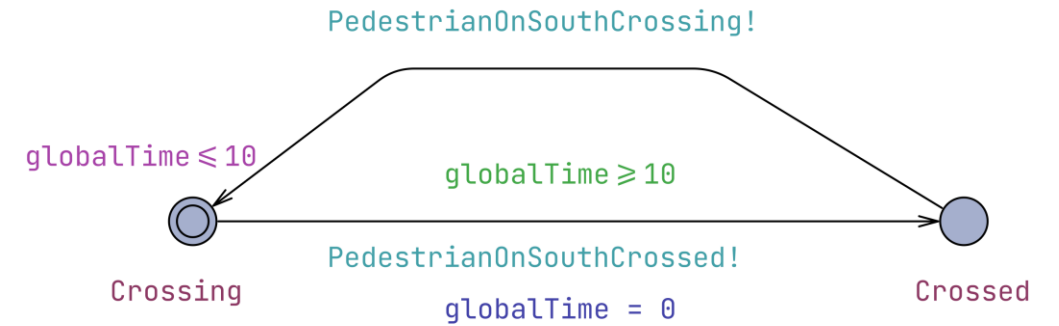 PedestrianOnSouthCrossing!
globalTime ⩽ 10
globalTime ⩾ 10
PedestrianOnSouthCrossed!
Crossing
Crossed
globalTime = 0